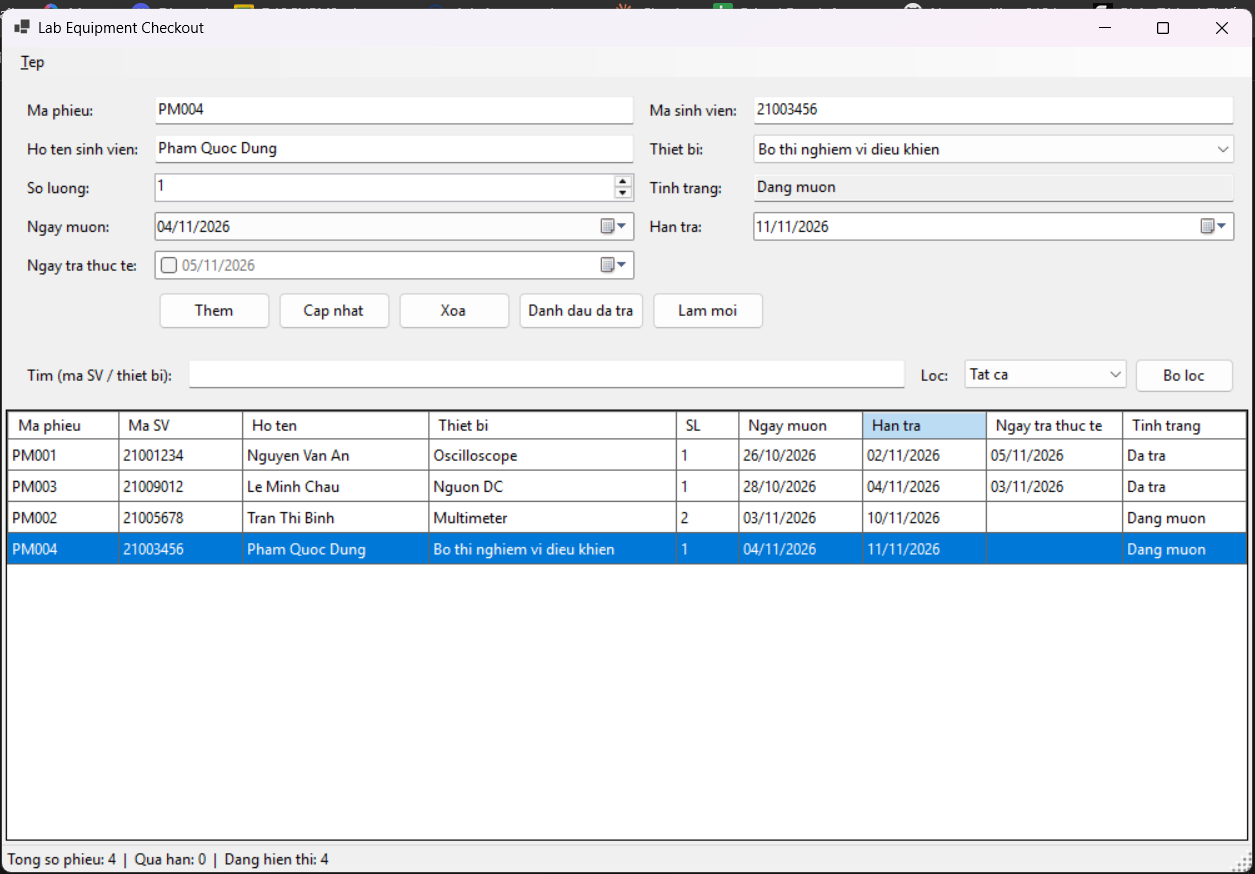 Lab Equipment Checkout
Tep
Ma phieu: PM004 Ma sinh vien: 21003456
Ho ten sinh vien: Pham Quoc Dung Thiet bi: Bo thi nghiem vi dieu khien
So luong: 1 Tinh trang: Dang muon
Ngay muon: 04/11/2026 Han tra: 11/11/2026
Ngay tra thuc te: 05/11/2026
Them Cap nhat Xoa Danh dau da tra Lam moi
Tim (ma SV / thiet bi): Loc: Tat ca Bo loc
Ma phieu Ma SV Ho ten Thiet bi SL Ngay muon Han tra Ngay tra thuc te Tinh trang
PM001 21001234 Nguyen Van An Oscilloscope 1 26/10/2026 02/11/2026 05/11/2026 Da tra
PM003 21009012 Le Minh Chau Nguon DC 1 28/10/2026 04/11/2026 03/11/2026 Da tra
PM002 21005678 Tran Thi Binh Multimeter 2 03/11/2026 10/11/2026 Dang muon
PM004 21003456 Pham Quoc Dung Bo thi nghiem vi dieu khien 1 04/11/2026 11/11/2026 Dang muon
Tong so phieu: 4 | Qua han: 0 | Dang hien thi: 4